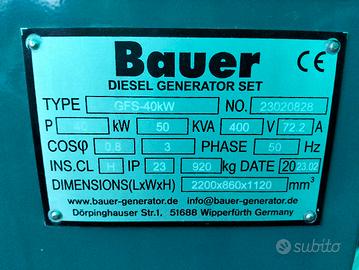 Bauer CE
DIESEL GENERATOR SET
TYPE GFS-40kW NO. 23020828
P 40 kW 50 KVA 400 V 72.2 A
COSφ 0.8 3 PHASE 50 Hz
INS.CL H IP 23 920 kg DATE 2023.02
DIMENSIONS(LxWxH) 2200x860x1120 mm³
www.bauer-generator.de info@bauer-generator.de
Dörpinghauser Str.1, 51688 Wipperfürth Germany
subito